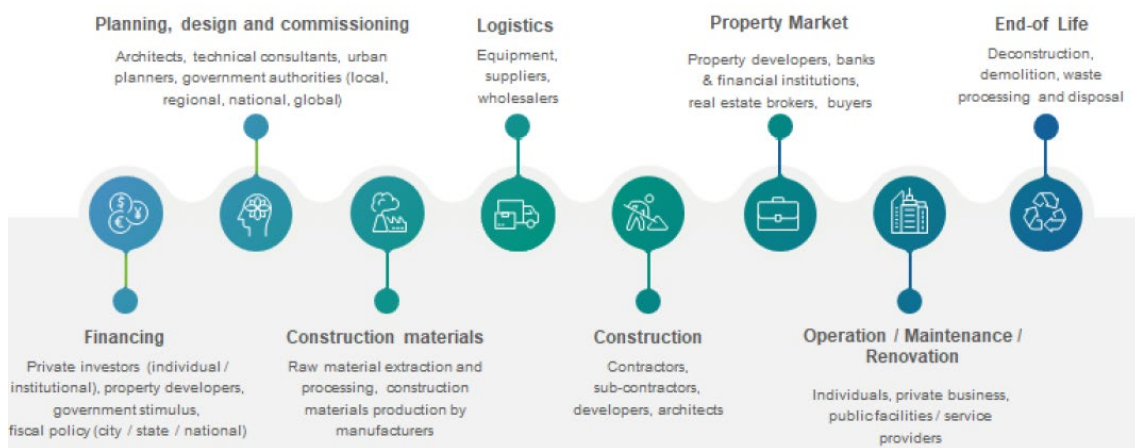 Planning, design and commissioning
Architects, technical consultants, urban
planners, government authorities (local,
regional, national, global)
Logistics
Equipment,
suppliers,
wholesalers
Property Market
Property developers, banks
& financial institutions,
real estate brokers, buyers
End-of Life
Deconstruction,
demolition, waste
processing and disposal
$
¥
€
Financing
Private investors (individual /
institutional), property developers,
government stimulus,
fiscal policy (city / state / national)
Construction materials
Raw material extraction and
processing, construction
materials production by
manufacturers
Construction
Contractors,
sub-contractors,
developers, architects
Operation / Maintenance /
Renovation
Individuals, private business,
public facilities / service
providers